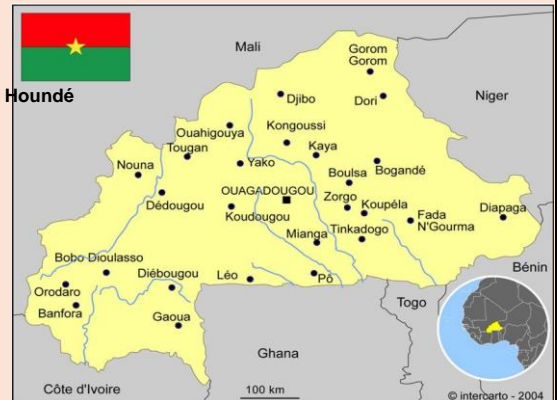 Mali
Gorom
Gorom
Houndé
Djibo
Dori
Niger
Ouahigouya
Kongoussi
Tougan
Kaya
Nouna
Yako
Bogandé
Boulsa
OUAGADOUGOU
Zorgo
Koupéla
Dédougou
Koudougou
Fada
N'Gourma
Diapaga
Mianga
Tinkadogo
Bobo Dioulasso
Diébougou
Léo
Pô
Bénin
Orodaro
Banfora
Gaoua
Togo
Ghana
Côte d'Ivoire
100 km
© intercarto - 2004